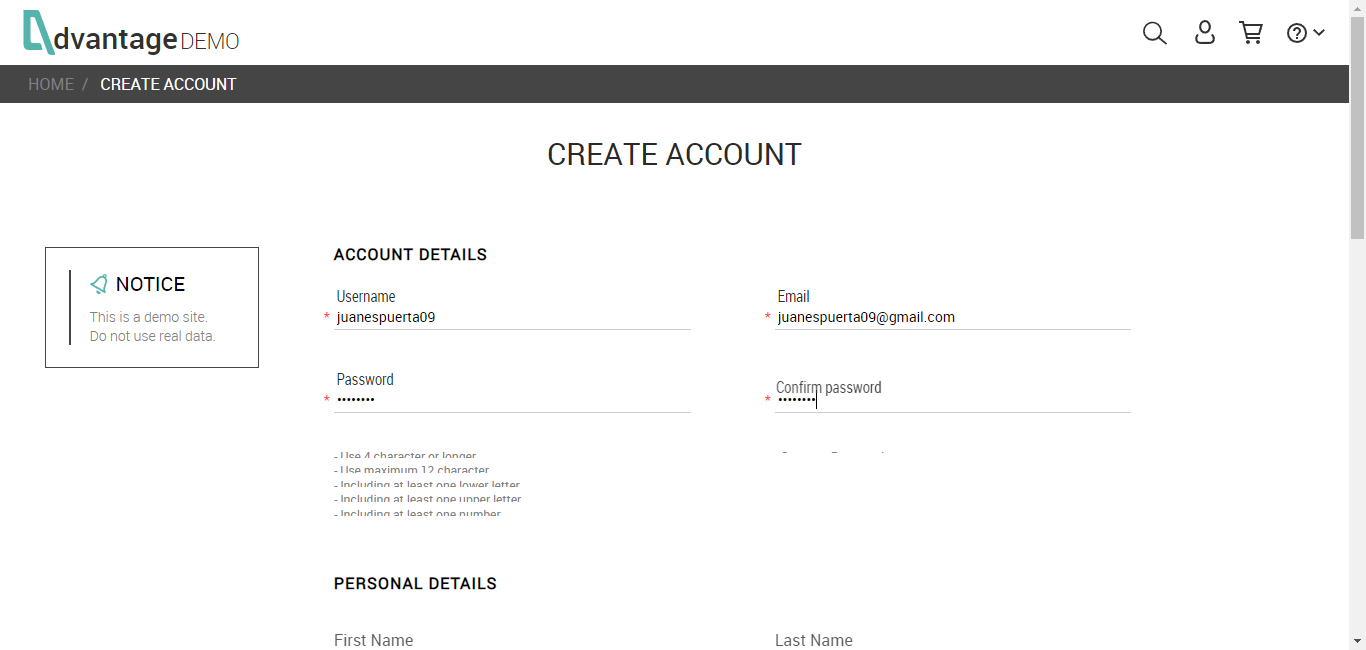 Advantage DEMO
HOME / CREATE ACCOUNT
CREATE ACCOUNT
NOTICE
This is a demo site.
Do not use real data.
ACCOUNT DETAILS
Username
* juanespuerta09
Email
* juanespuerta09@gmail.com
Password
* ••••••••
Confirm password
* ••••••••
- Use 4 character or longer
- Use maximum 12 character
- Including at least one lower letter
- Including at least one upper letter
- Including at least one number
PERSONAL DETAILS
First Name
Last Name